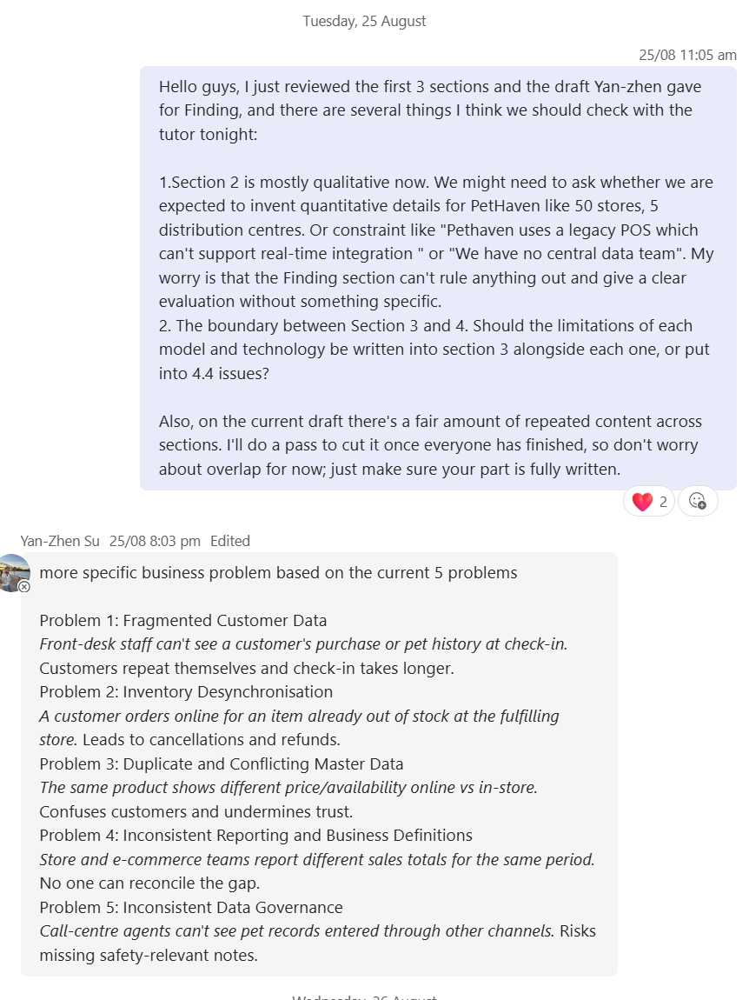 Tuesday, 25 August
25/08 11:05 am
Hello guys, I just reviewed the first 3 sections and the draft Yan-zhen gave
for Finding, and there are several things I think we should check with the
tutor tonight:
1.Section 2 is mostly qualitative now. We might need to ask whether we are
expected to invent quantitative details for PetHaven like 50 stores, 5
distribution centres. Or constraint like "Pethaven uses a legacy POS which
can't support real-time integration " or "We have no central data team". My
worry is that the Finding section can't rule anything out and give a clear
evaluation without something specific.
2. The boundary between Section 3 and 4. Should the limitations of each
model and technology be written into section 3 alongside each one, or put
into 4.4 issues?
Also, on the current draft there's a fair amount of repeated content across
sections. I'll do a pass to cut it once everyone has finished, so don't worry
about overlap for now; just make sure your part is fully written.
2
Yan-Zhen Su 25/08 8:03 pm Edited
more specific business problem based on the current 5 problems
Problem 1: Fragmented Customer Data
Front-desk staff can't see a customer's purchase or pet history at check-in.
Customers repeat themselves and check-in takes longer.
Problem 2: Inventory Desynchronisation
A customer orders online for an item already out of stock at the fulfilling
store. Leads to cancellations and refunds.
Problem 3: Duplicate and Conflicting Master Data
The same product shows different price/availability online vs in-store.
Confuses customers and undermines trust.
Problem 4: Inconsistent Reporting and Business Definitions
Store and e-commerce teams report different sales totals for the same period.
No one can reconcile the gap.
Problem 5: Inconsistent Data Governance
Call-centre agents can't see pet records entered through other channels. Risks
missing safety-relevant notes.
Wednesday, 26 August